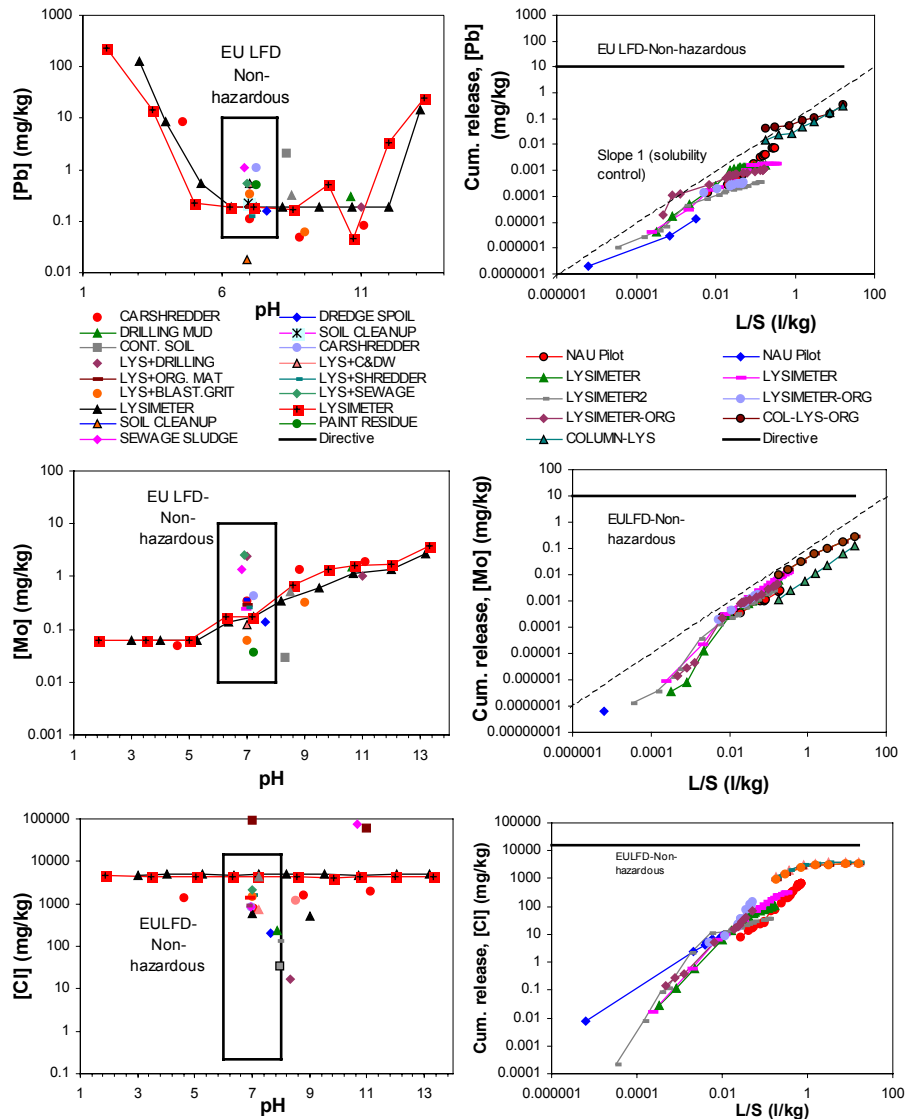 1000
100
10
1
0.1
0.01
[Pb] (mg/kg)
EU LFD
Non-
hazardous
1 6 11
pH
CARSHREDDER
DRILLING MUD
CONT. SOIL
LYS+DRILLING
LYS+ORG. MAT
LYS+BLAST.GRIT
LYSIMETER
SOIL CLEANUP
SEWAGE SLUDGE
DREDGE SPOIL
SOIL CLEANUP
CARSHREDDER
LYS+C&DW
LYS+SHREDDER
LYS+SEWAGE
LYSIMETER
PAINT RESIDUE
Directive
Cum. release, [Pb]
(mg/kg)
1000
100
10
1
0.1
0.01
0.001
0.0001
0.00001
0.000001
0.0000001
EU LFD-Non-hazardous
Slope 1 (solubility
control)
0.000001 0.0001 0.01 1 100
L/S (l/kg)
NAU Pilot
LYSIMETER
LYSIMETER2
LYSIMETER-ORG
COLUMN-LYS
NAU Pilot
LYSIMETER
LYSIMETER-ORG
COL-LYS-ORG
Directive
100
10
1
0.1
0.01
0.001
[Mo] (mg/kg)
EU LFD-
Non-
hazardous
1 3 5 7 9 11 13
pH
Cum. release, [Mo] (mg/kg)
100
10
1
0.1
0.01
0.001
0.0001
0.00001
0.000001
0.0000001
0.00000001
EULFD-Non-
hazardous
0.000001 0.0001 0.01 1 100
L/S (l/kg)
100000
10000
1000
100
10
1
0.1
[Cl] (mg/kg)
EULFD-
Non-
hazardous
1 3 5 7 9 11 13
pH
Cum. release, [Cl] (mg/kg)
100000
10000
1000
100
10
1
0.1
0.01
0.001
0.0001
EULFD-Non-
hazardous
0.000001 0.0001 0.01 1 100
L/S (l/kg)